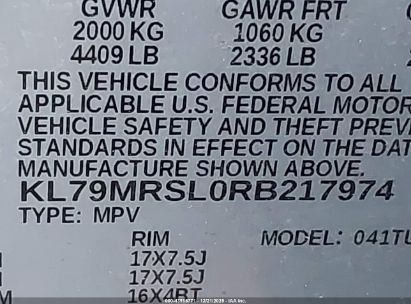 GVWR GAWR FRT
2000 KG 1060 KG
4409 LB 2336 LB
THIS VEHICLE CONFORMS TO ALL
APPLICABLE U.S. FEDERAL MOTOR
VEHICLE SAFETY AND THEFT PREV
STANDARDS IN EFFECT ON THE DAT
MANUFACTURE SHOWN ABOVE.
KL79MRSL0RB217974
TYPE: MPV
RIM MODEL: 041TU
17X7.5J
17X7.5J
M 16X4BT